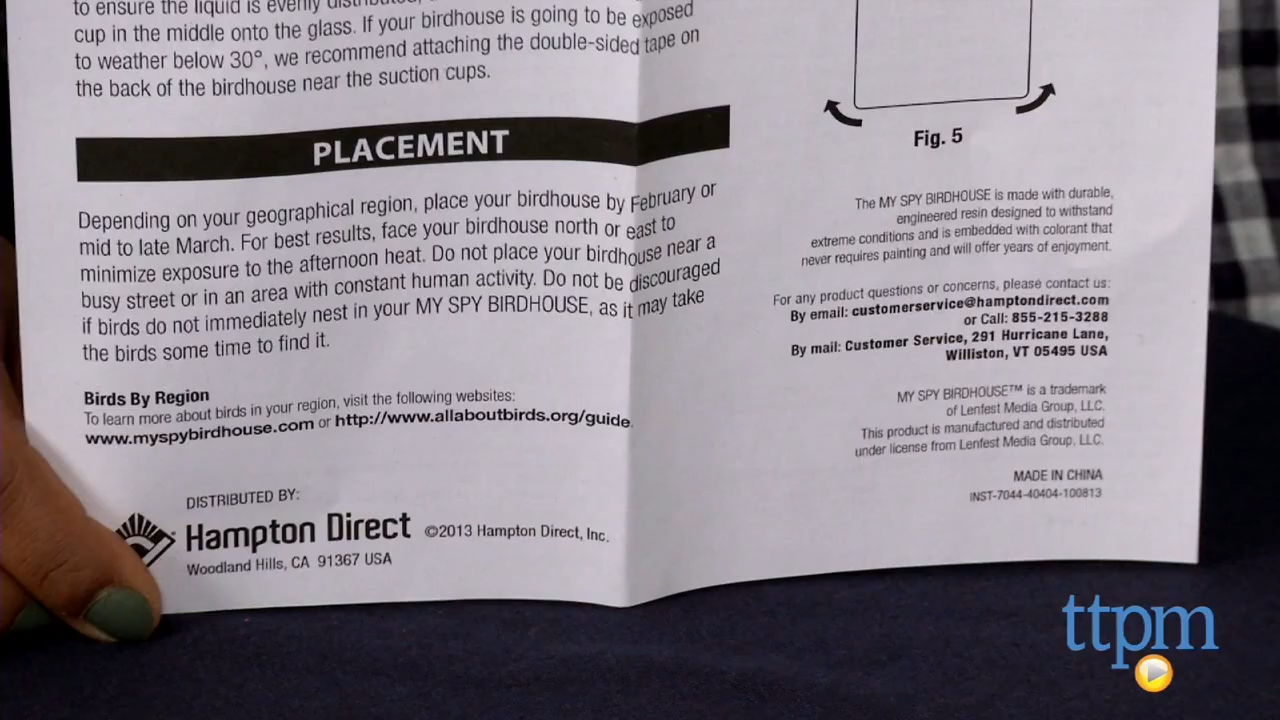 to ensure the liquid is evenly
cup in the middle onto the glass. If your birdhouse is going to be exposed
to weather below 30°, we recommend attaching the double-sided tape on
the back of the birdhouse near the suction cups.
PLACEMENT
Depending on your geographical region, place your birdhouse by February or
mid to late March. For best results, face your birdhouse north or east to
minimize exposure to the afternoon heat. Do not place your birdhouse near a
busy street or in an area with constant human activity. Do not be discouraged
if birds do not immediately nest in your MY SPY BIRDHOUSE, as it may take
the birds some time to find it.
Birds By Region
To learn more about birds in your region, visit the following websites:
www.myspybirdhouse.com or http://www.allaboutbirds.org/guide.
DISTRIBUTED BY:
Hampton Direct ©2013 Hampton Direct, Inc.
Woodland Hills, CA 91367 USA
Fig. 5
The MY SPY BIRDHOUSE is made with durable,
engineered resin designed to withstand
extreme conditions and is embedded with colorant that
never requires painting and will offer years of enjoyment.
For any product questions or concerns, please contact us:
By email: customerservice@hamptondirect.com
or Call: 855-215-3288
By mail: Customer Service, 291 Hurricane Lane,
Williston, VT 05495 USA
MY SPY BIRDHOUSE™ is a trademark
of Lenfest Media Group, LLC.
This product is manufactured and distributed
under license from Lenfest Media Group, LLC.
MADE IN CHINA
INST-7044-40404-100813
ttpm